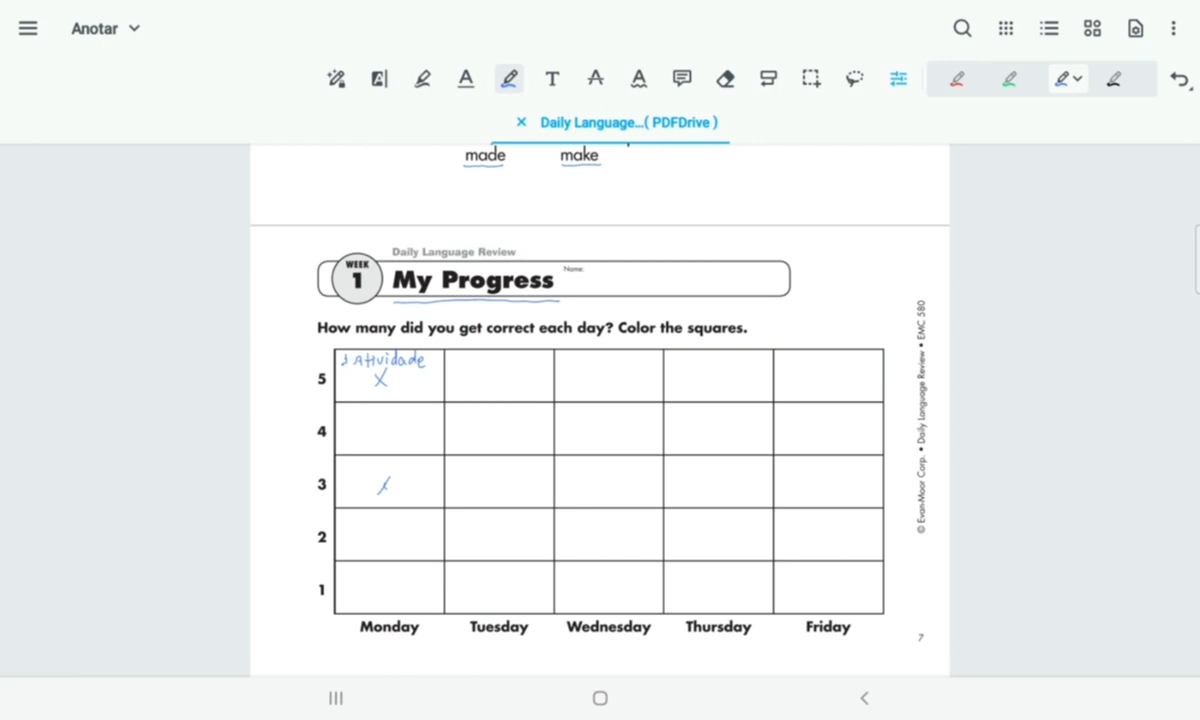 Anotar
Daily Language...( PDFDrive )
made make
Daily Language Review
WEEK
1
My Progress
Name:
How many did you get correct each day? Color the squares.
1 Atividade
5 X
4
3 X
2
1
Monday Tuesday Wednesday Thursday Friday
© Evan-Moor Corp. • Daily Language Review • EMC 580
7